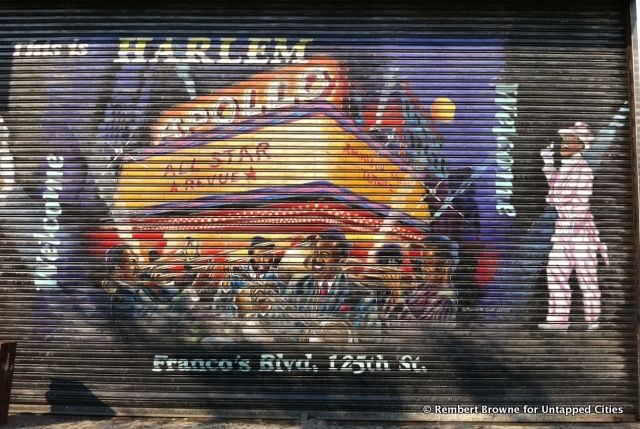 This is HARLEM
APOLLO
ALL STAR
REVUE
Welcome
Welcome
Franco's Blvd, 125th St.
© Rembert Browne for Untapped Cities